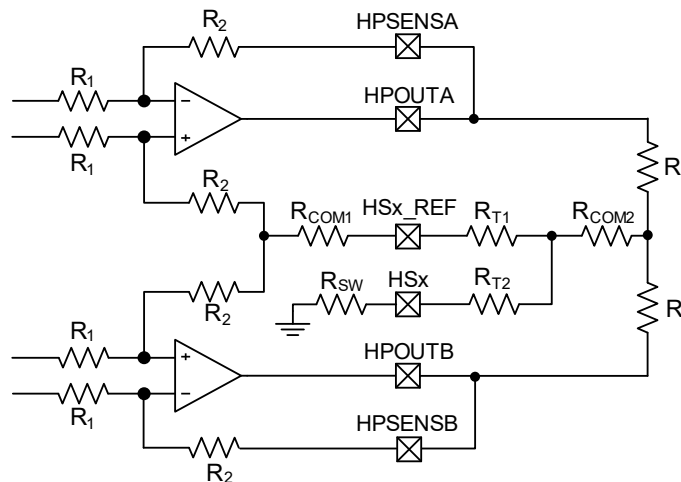 R2
HPSENSA
R1
HPOUTA
−
+
R1
R
R2
RCOM1
HSx_REF
RT1
RCOM2
RSW
HSx
RT2
R2
R
R1
+
HPOUTB
−
R1
HPSENSB
R2